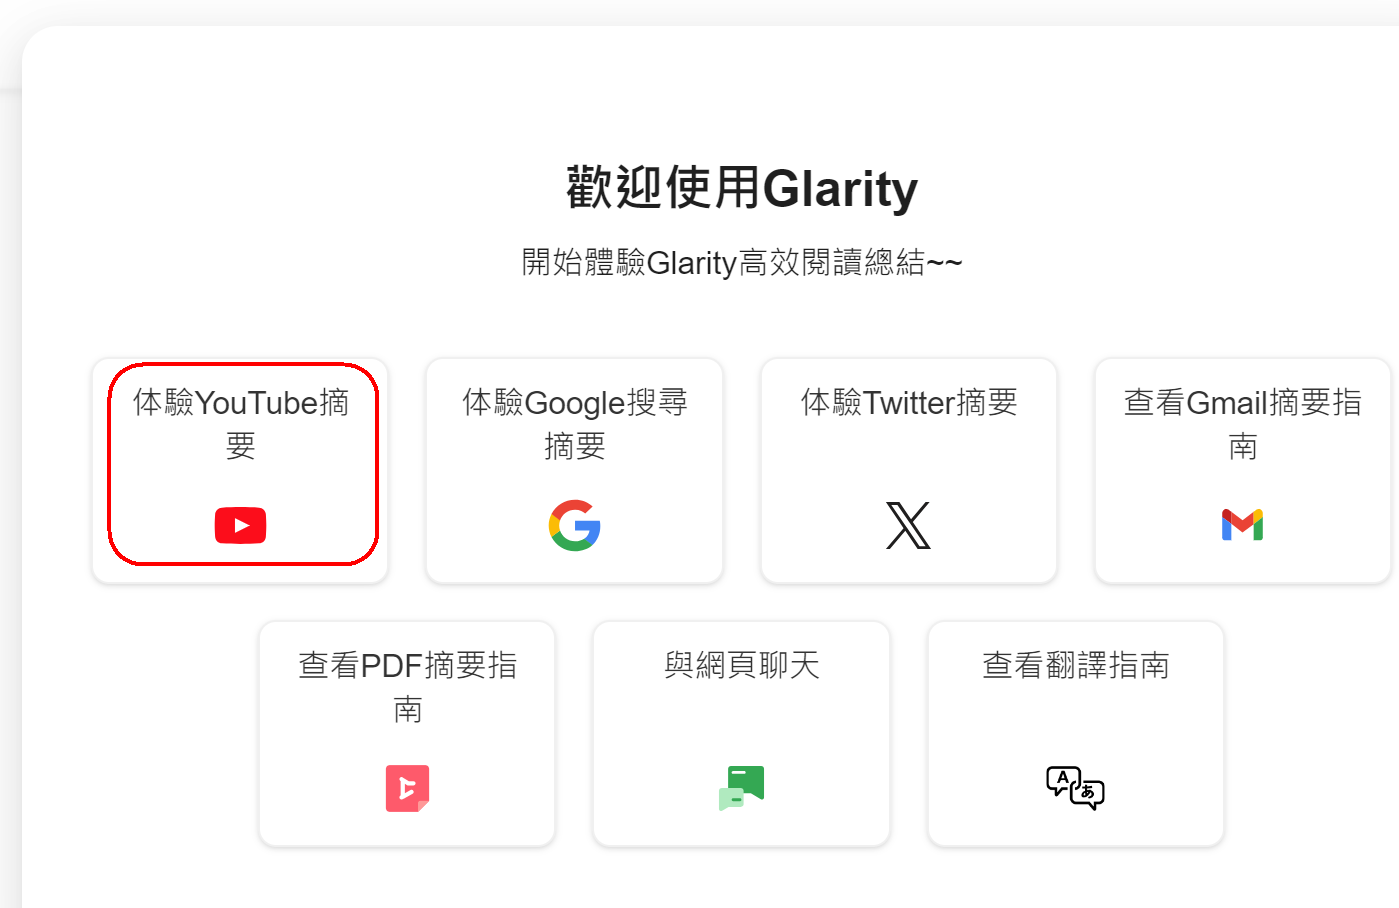 歡迎使用Glarity
開始體驗Glarity高效閱讀總結~~
体驗YouTube摘
要
体驗Google搜尋
摘要
体驗Twitter摘要
查看Gmail摘要指
南
查看PDF摘要指
南
與網頁聊天
查看翻譯指南
A
あ